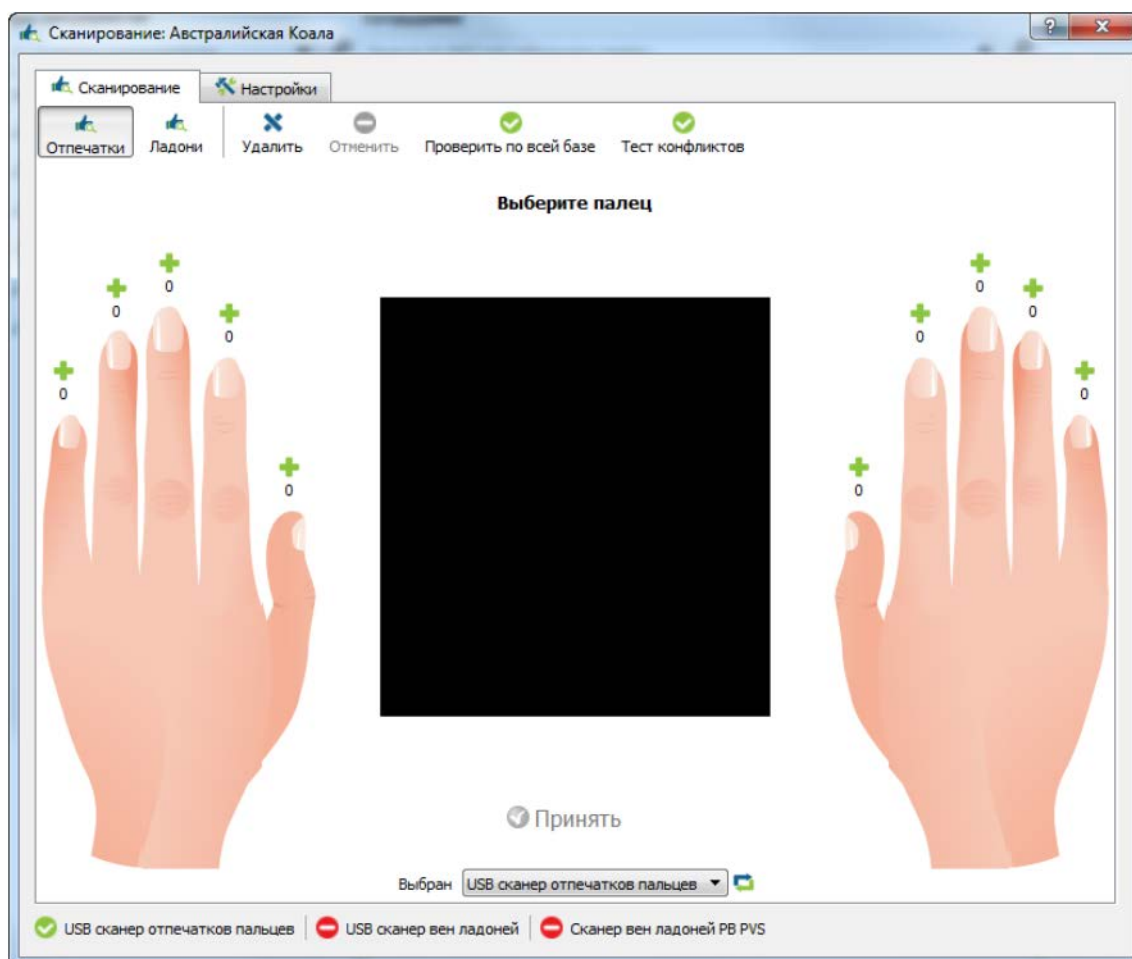 Сканирование: Австралийская Коала
?
Сканирование Настройки
Отпечатки Ладони Удалить Отменить Проверить по всей базе Тест конфликтов
Выберите палец
0 0
0 0 0 0
0 0
0 0
0 0
Принять
Выбран USB сканер отпечатков пальцев
USB сканер отпечатков пальцев USB сканер вен ладоней Сканер вен ладоней PB PVS